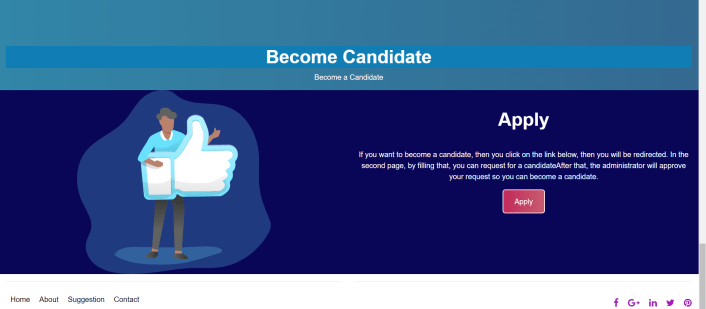 Become Candidate
Become a Candidate
Apply
If you want to become a candidate, then you click on the link below, then you will be redirected. In the
second page, by filling that, you can request for a candidateAfter that, the administrator will approve
your request so you can become a candidate.
Apply
Home About Suggestion Contact